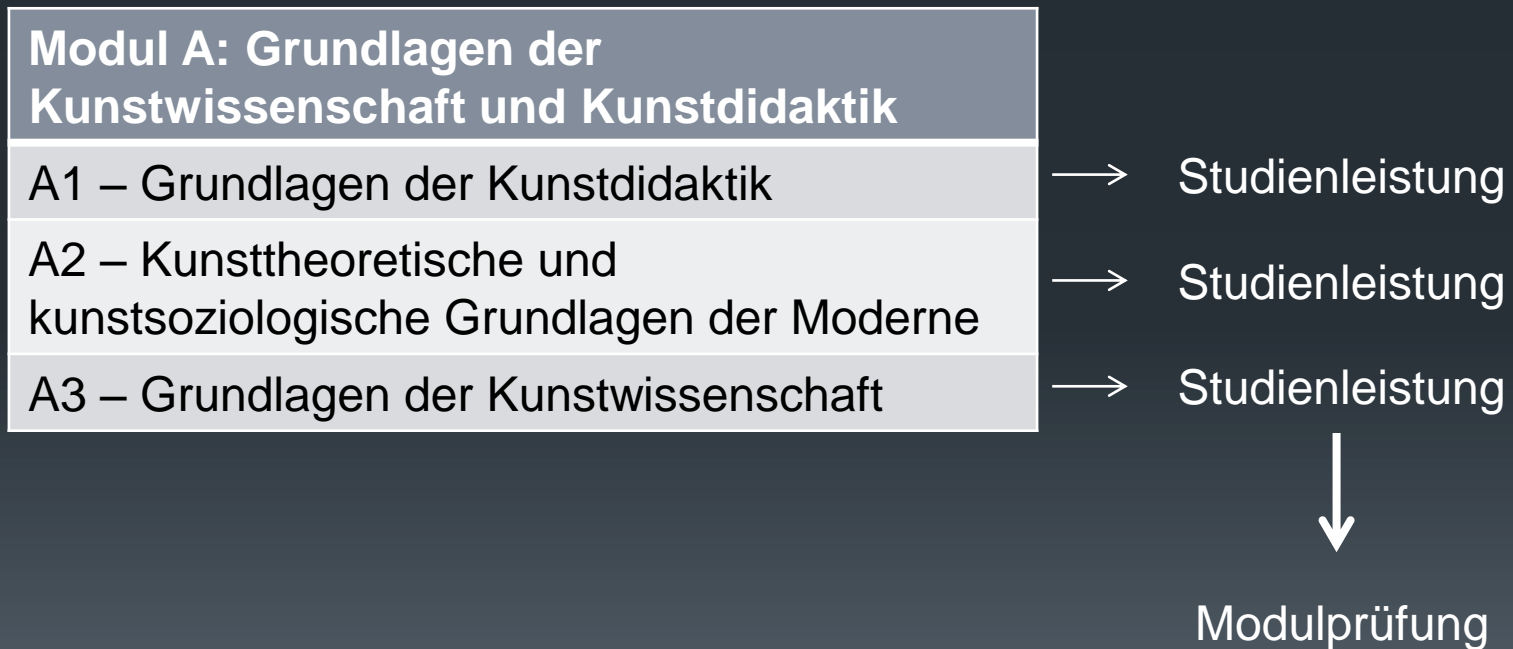 Modul A: Grundlagen der
Kunstwissenschaft und Kunstdidaktik
A1 – Grundlagen der Kunstdidaktik
Studienleistung
A2 – Kunsttheoretische und
kunstsoziologische Grundlagen der Moderne
Studienleistung
A3 – Grundlagen der Kunstwissenschaft
Studienleistung
Modulprüfung